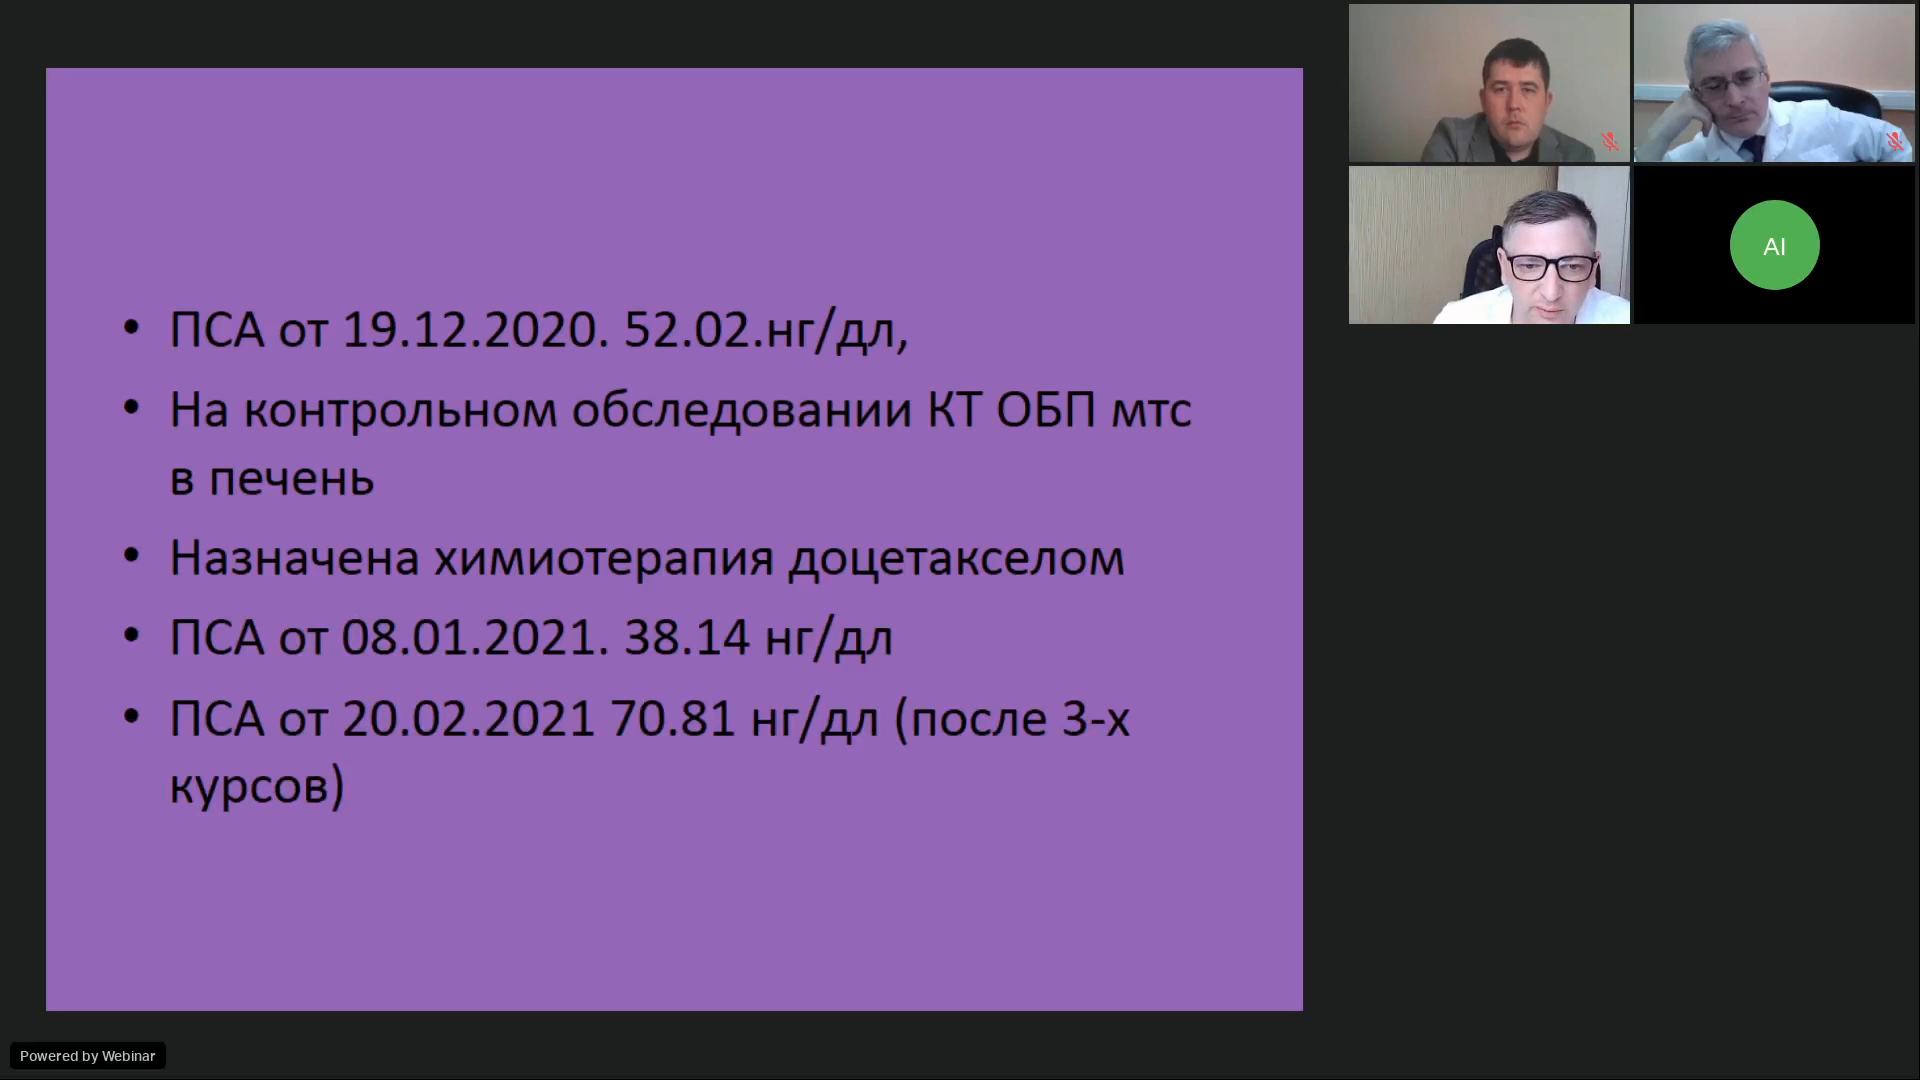 ПСА от 19.12.2020. 52.02.нг/дл,
На контрольном обследовании КТ ОБП мтс
в печень
Назначена химиотерапия доцетакселом
ПСА от 08.01.2021. 38.14 нг/дл
ПСА от 20.02.2021 70.81 нг/дл (после 3-х
курсов)
AI
Powered by Webinar